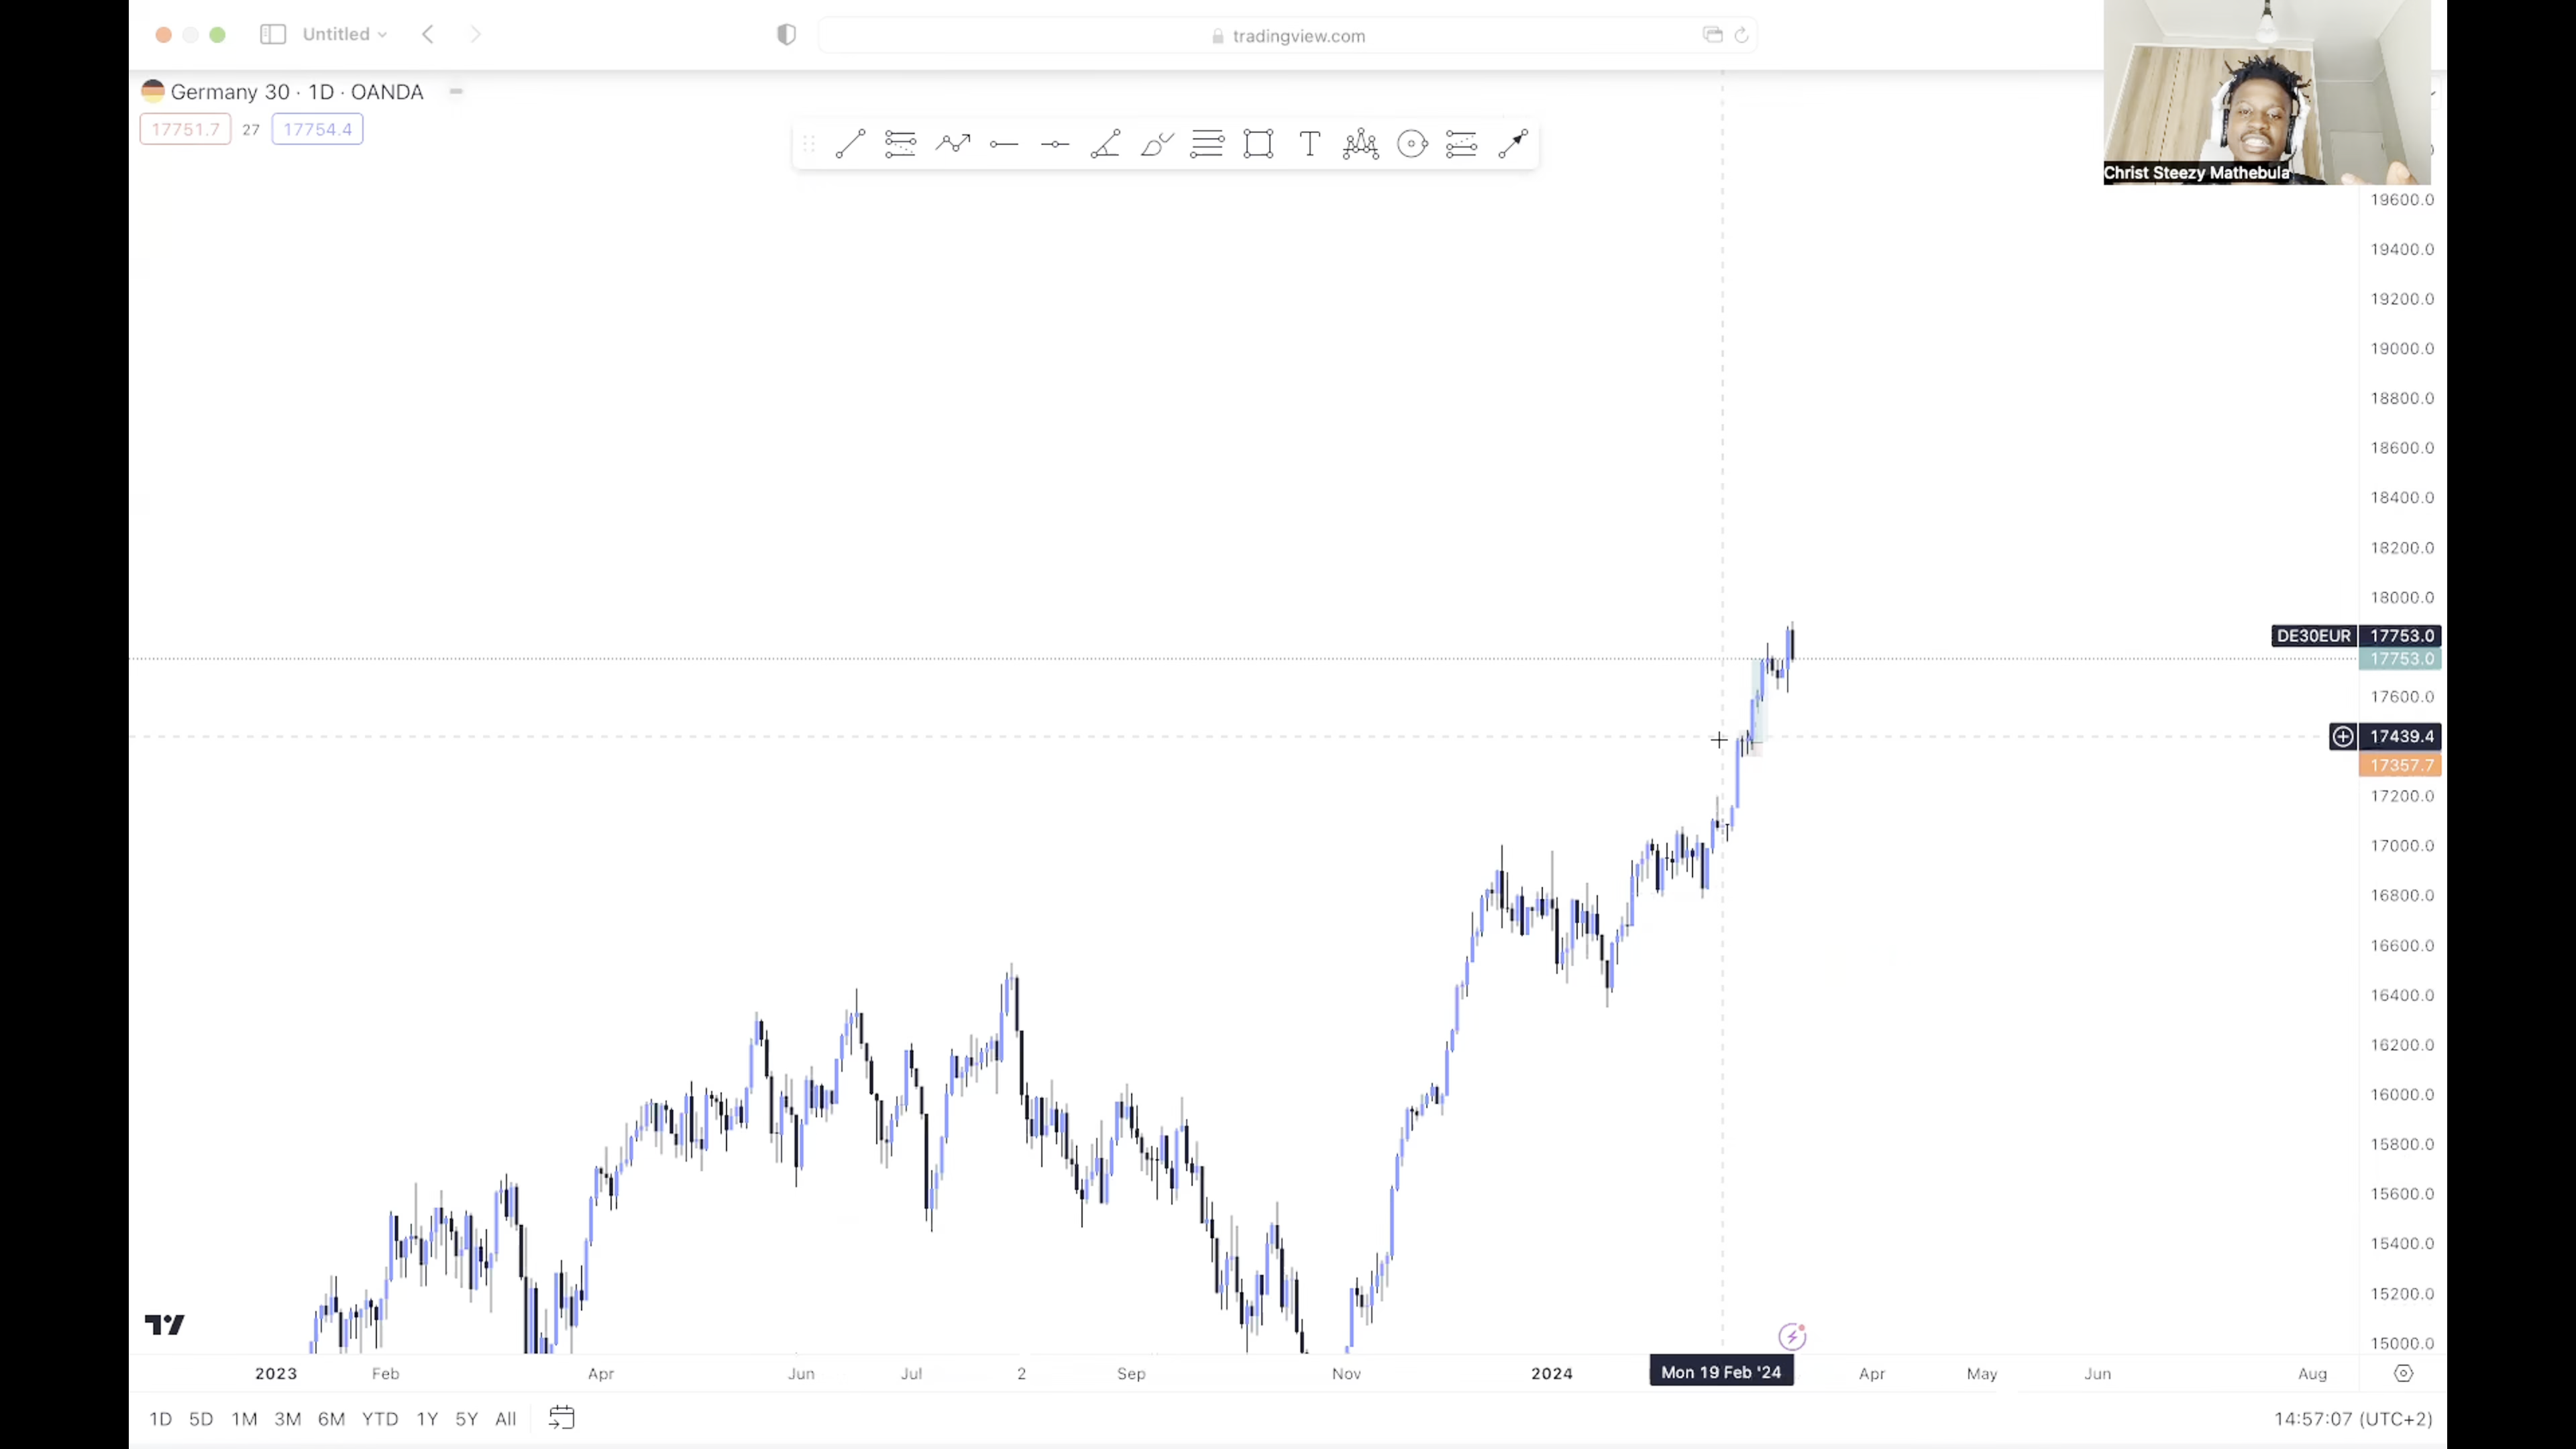 Untitled
tradingview.com
Germany 30 · 1D · OANDA
17751.7 27 17754.4
T
Christ Steezy Mathebula
19600.0
19400.0
19200.0
19000.0
18800.0
18600.0
18400.0
18200.0
18000.0
DE30EUR 17753.0
17753.0
17600.0
17439.4
17357.7
17200.0
17000.0
16800.0
16600.0
16400.0
16200.0
16000.0
15800.0
15600.0
15400.0
15200.0
15000.0
2023 Feb Apr Jun Jul 2 Sep Nov 2024 Mon 19 Feb '24 Apr May Jun Aug
1D 5D 1M 3M 6M YTD 1Y 5Y All 14:57:07 (UTC+2)